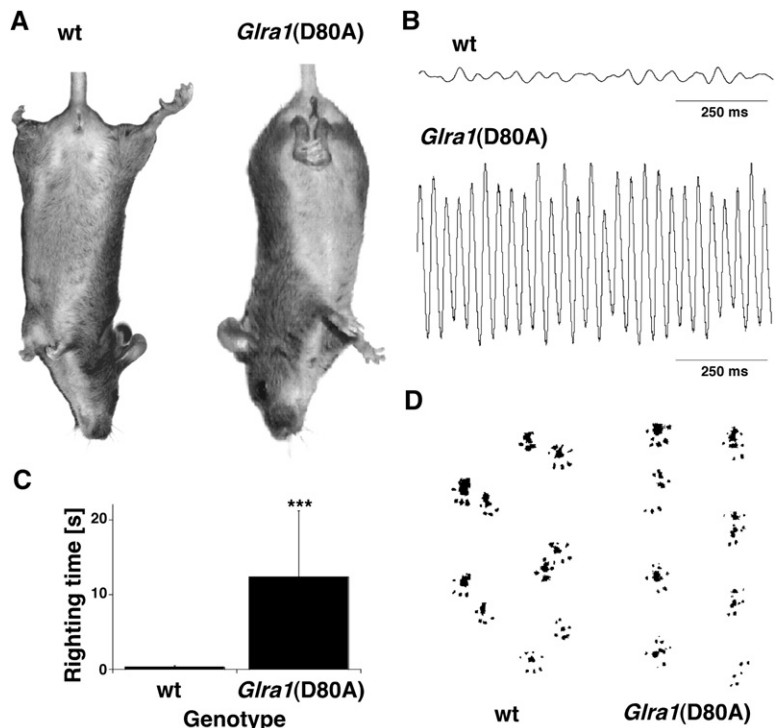 A
wt
Glra1(D80A)
B
wt
250 ms
Glra1(D80A)
250 ms
C
Righting time [s]
20
10
0
***
wt
Glra1(D80A)
Genotype
D
wt
Glra1(D80A)